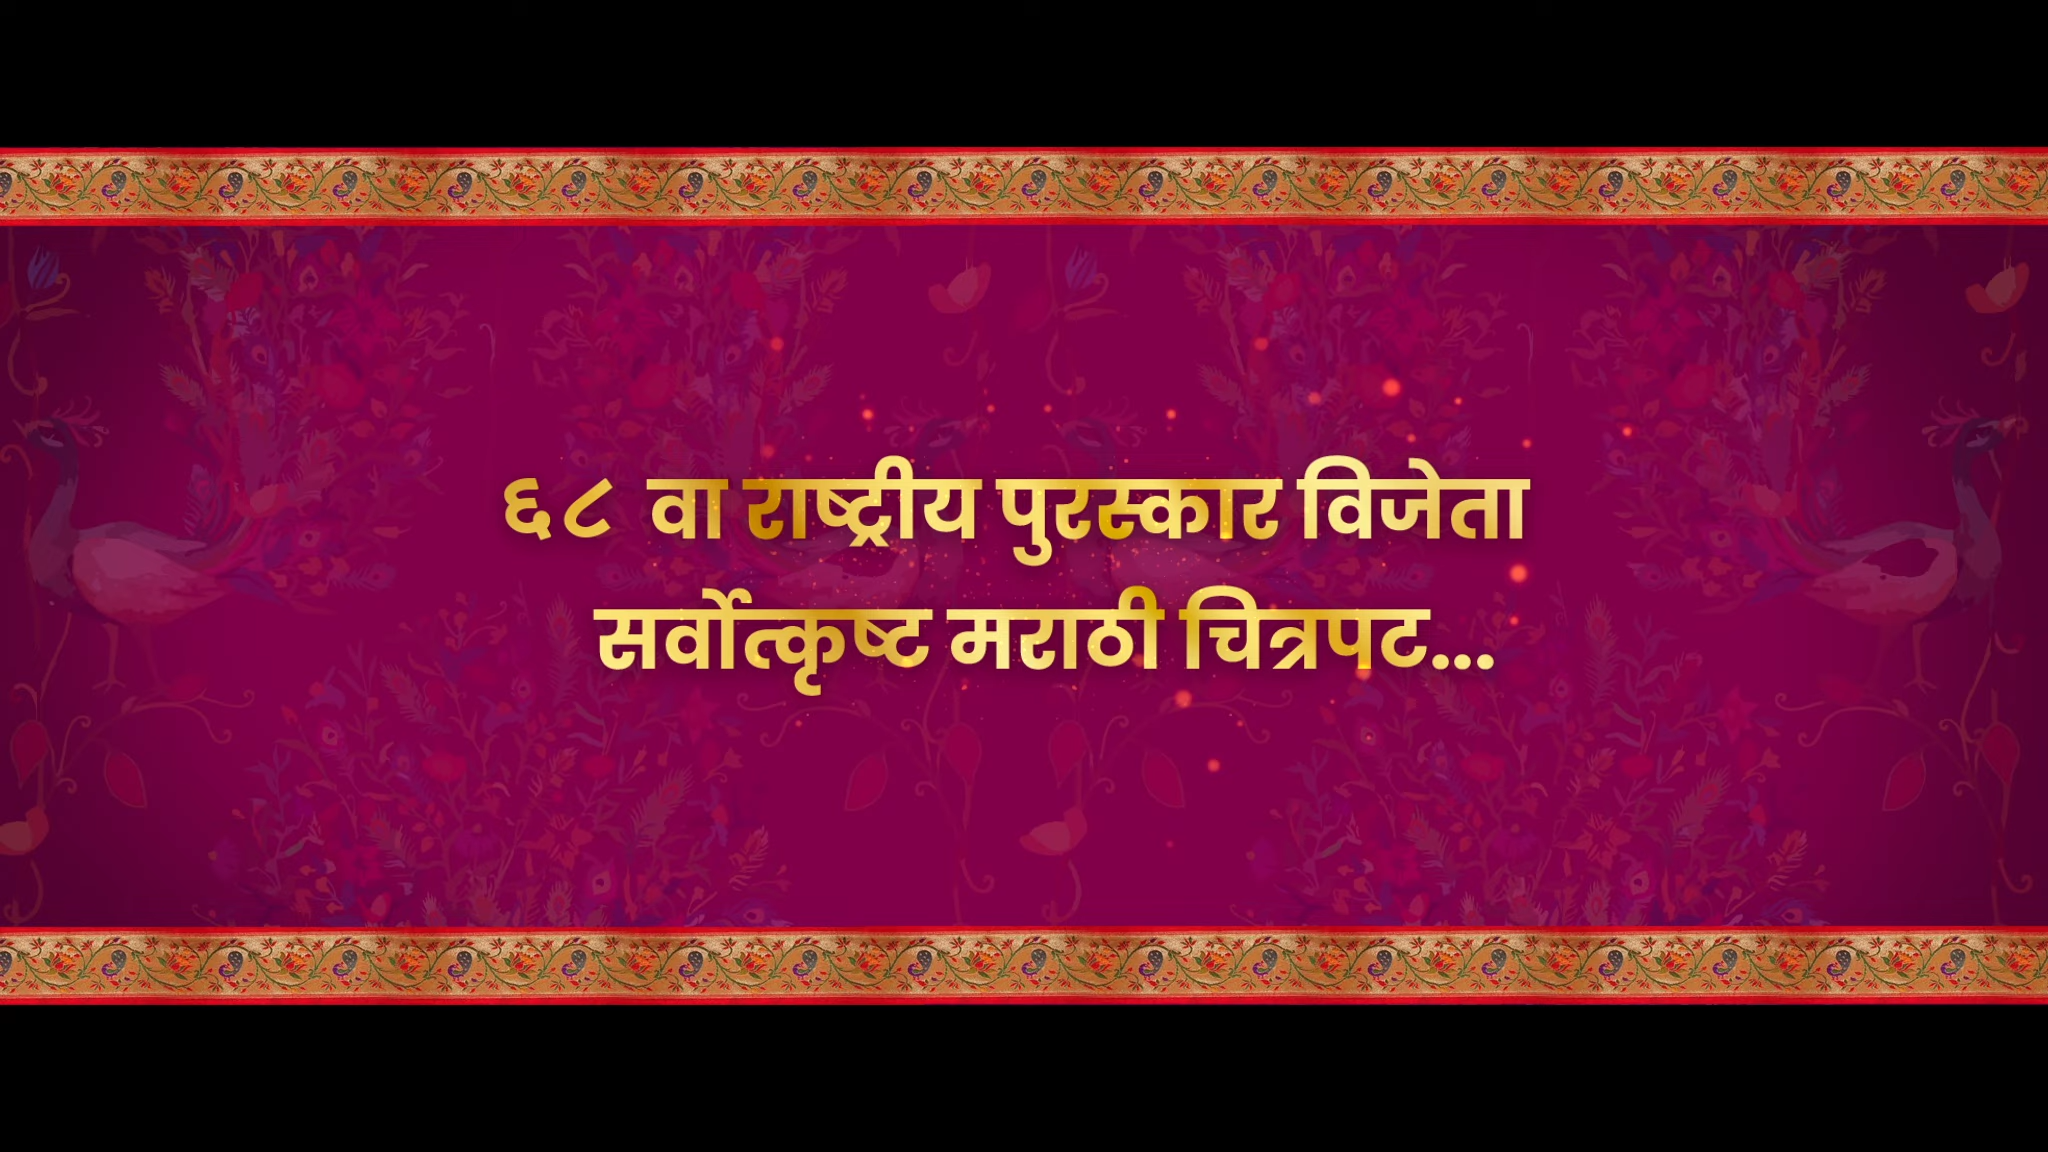 ६८ वा राष्ट्रीय पुरस्कार विजेता
सर्वोत्कृष्ट मराठी चित्रपट...